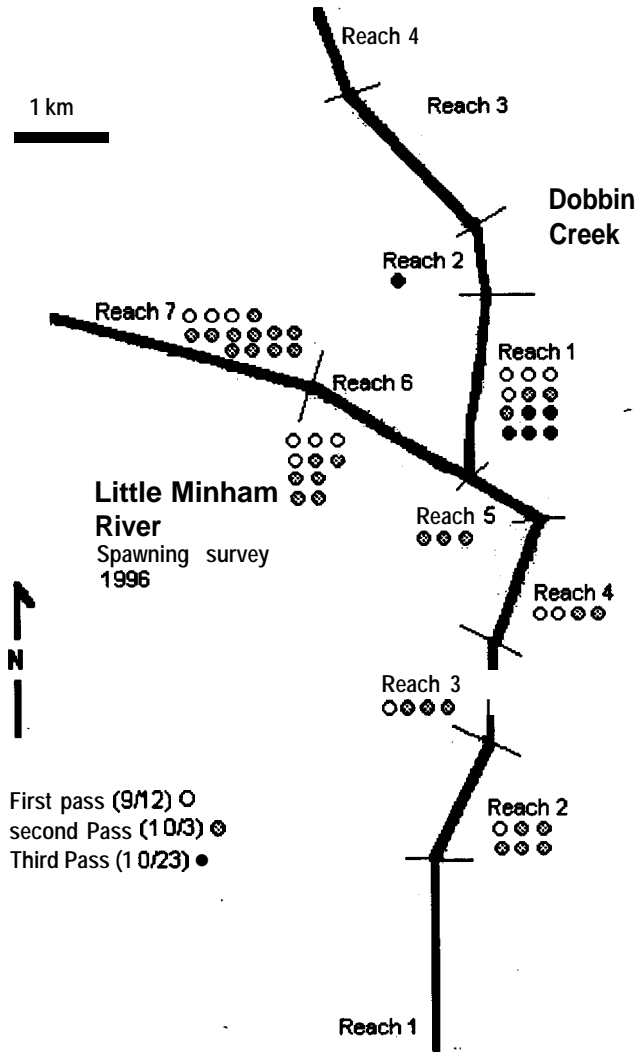 Reach 4
1 km
Reach 3
Dobbin
Creek
Reach 2
Reach 7
Reach 1
Reach 6
Little Minham
River
Spawning survey
1996
Reach 5
Reach 4
N
Reach 3
First pass (9/12)
second Pass (10/3)
Third Pass (10/23)
Reach 2
Reach 1